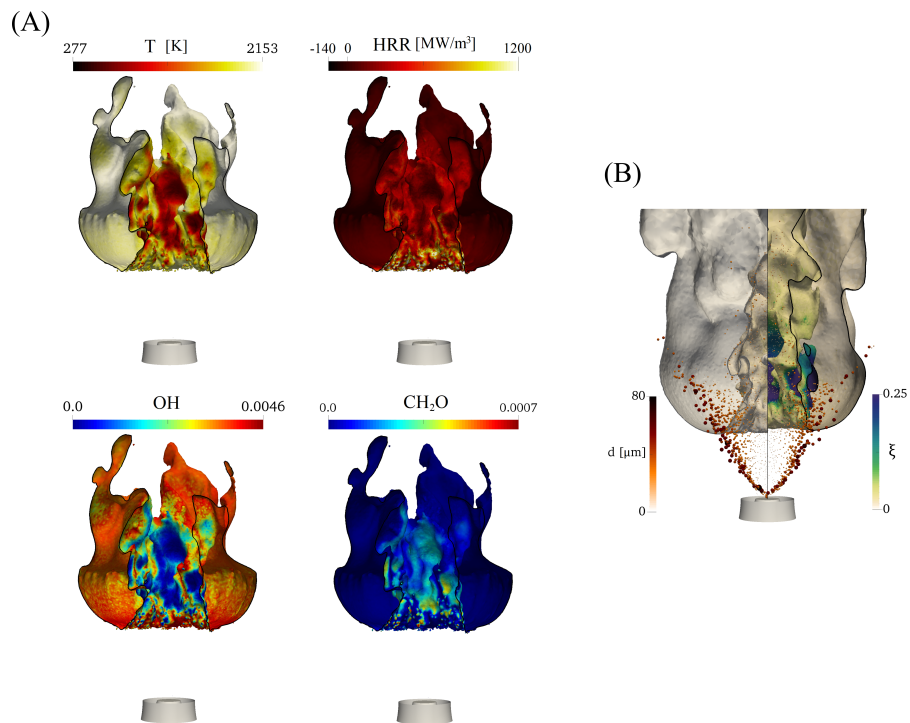 (A)
277 T [K] 2153
-140 0 HRR [MW/m³] 1200
(B)
0.0 OH 0.0046
0.0 CH₂O 0.0007
80
d [μm]
0
0.25
ξ
0